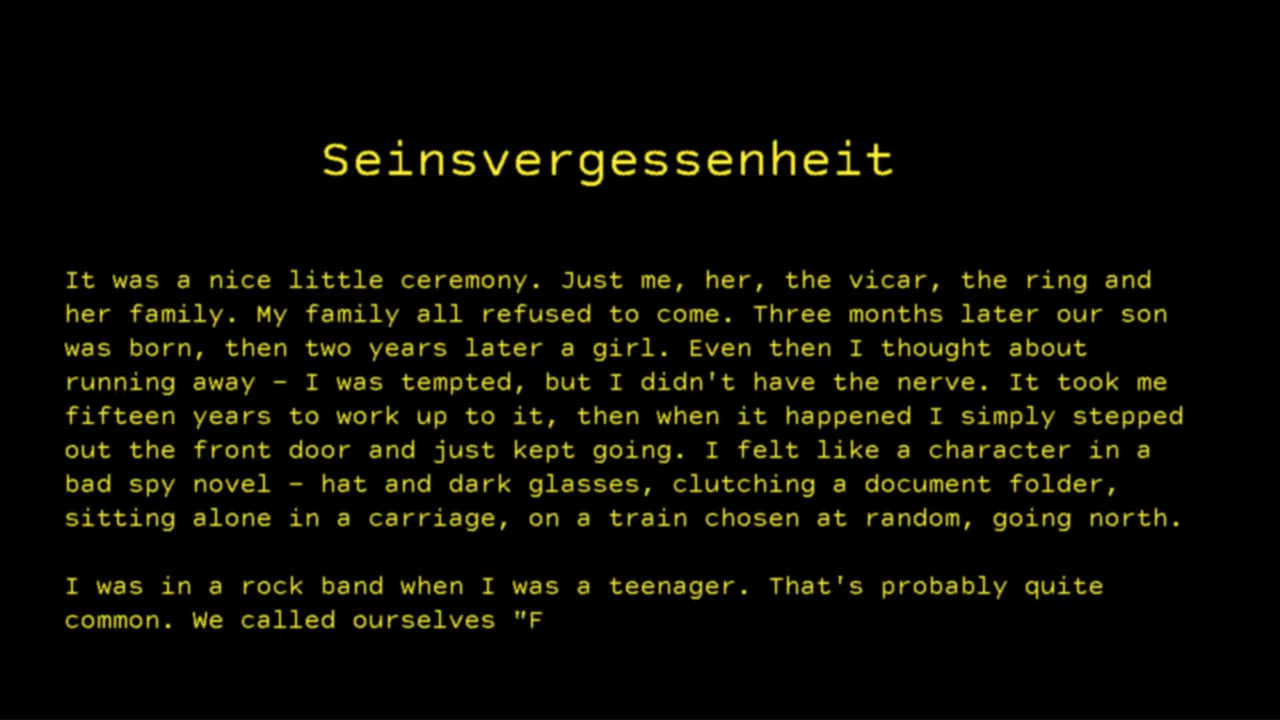 Seinsvergessenheit
It was a nice little ceremony. Just me, her, the vicar, the ring and
her family. My family all refused to come. Three months later our son
was born, then two years later a girl. Even then I thought about
running away – I was tempted, but I didn't have the nerve. It took me
fifteen years to work up to it, then when it happened I simply stepped
out the front door and just kept going. I felt like a character in a
bad spy novel – hat and dark glasses, clutching a document folder,
sitting alone in a carriage, on a train chosen at random, going north.
I was in a rock band when I was a teenager. That's probably quite
common. We called ourselves "F